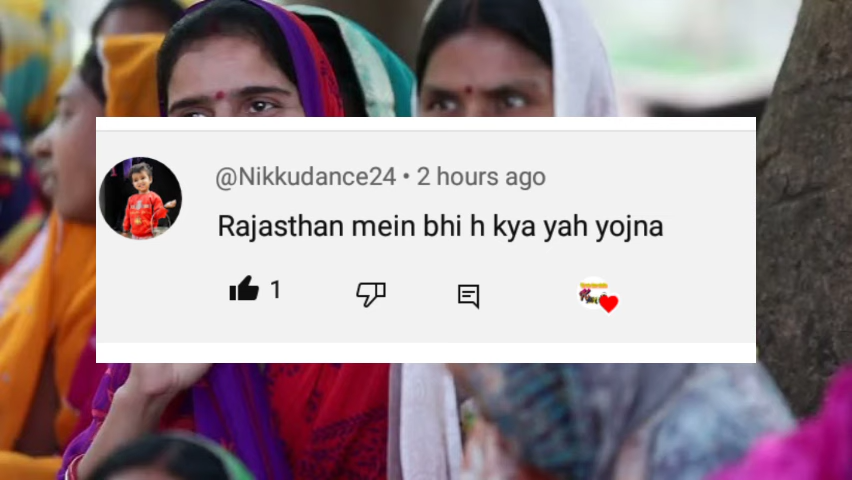 @Nikkudance24 • 2 hours ago
Rajasthan mein bhi h kya yah yojna
1